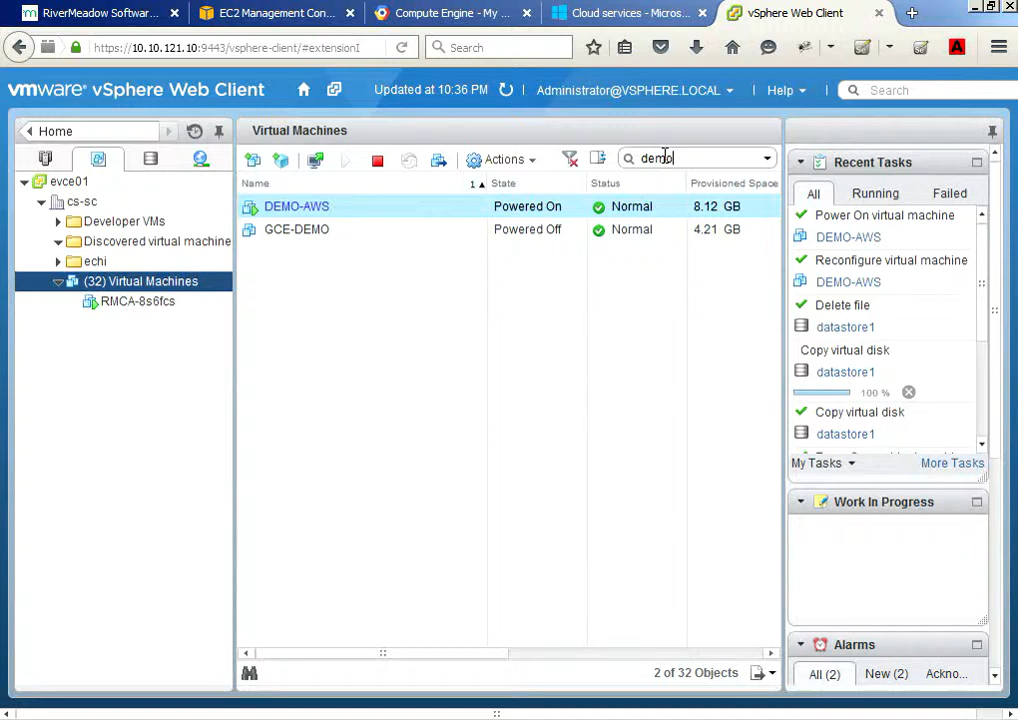 RiverMeadow Software...
EC2 Management Con...
Compute Engine - My ...
Cloud services - Micros...
vSphere Web Client
https://10.10.121.10:9443/vsphere-client/#extensionI
Search
vmware® vSphere Web Client
Updated at 10:36 PM
Administrator@VSPHERE.LOCAL
Help
Search
Home
evce01
cs-sc
Developer VMs
Discovered virtual machine
echi
(32) Virtual Machines
RMCA-8s6fcs
Virtual Machines
Actions
demo
Name
1
State
Status
Provisioned Space
DEMO-AWS
Powered On
Normal
8.12 GB
GCE-DEMO
Powered Off
Normal
4.21 GB
2 of 32 Objects
Recent Tasks
All
Running
Failed
Power On virtual machine
DEMO-AWS
Reconfigure virtual machine
DEMO-AWS
Delete file
datastore1
Copy virtual disk
datastore1
100 %
Copy virtual disk
datastore1
My Tasks
More Tasks
Work In Progress
Alarms
All (2)
New (2)
Ackno...